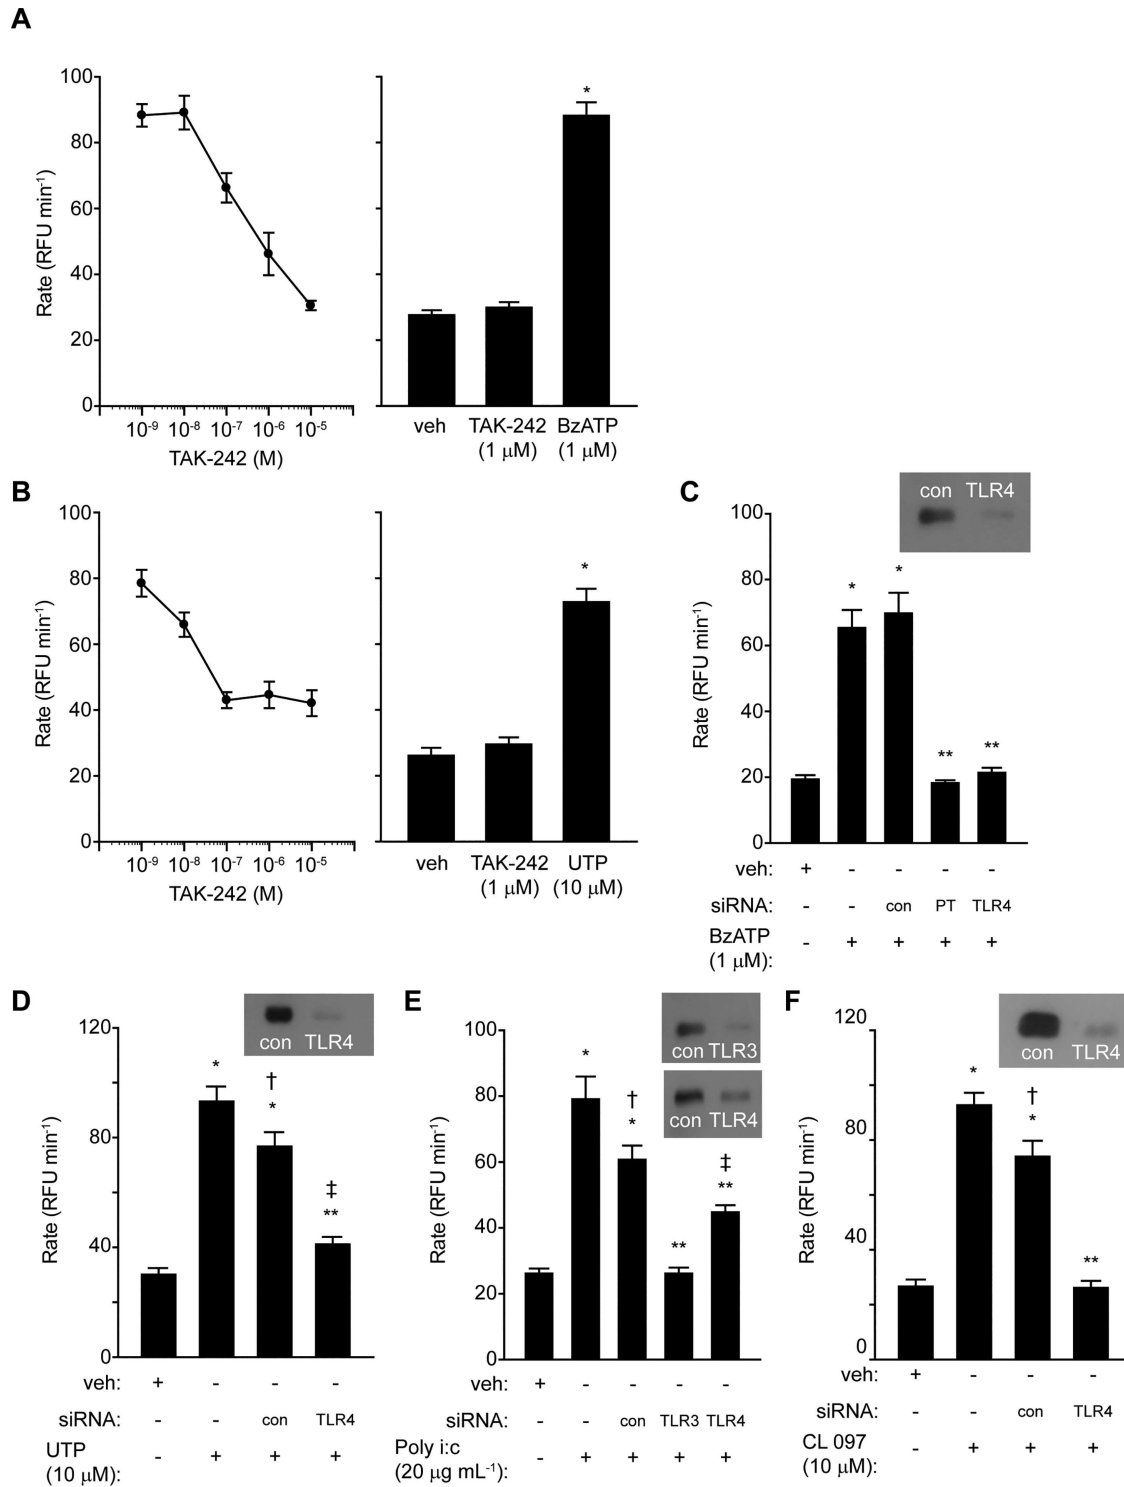 A
100
80
60
40
20
0
Rate (RFU min-1)
10-9 10-8 10-7 10-6 10-5
TAK-242 (M)
*
veh TAK-242 BzATP
(1 μM) (1 μM)
B
100
80
60
40
20
0
Rate (RFU min-1)
10-9 10-8 10-7 10-6 10-5
TAK-242 (M)
*
veh TAK-242 UTP
(1 μM) (10 μM)
C
con TLR4
100
80
60
40
20
0
Rate (RFU min-1)
* * ** **
veh: + - - - -
siRNA: - - con PT TLR4
BzATP - + + + +
(1 μM):
D
con TLR4
120
80
40
0
Rate (RFU min-1)
† ‡
* * **
veh: + - - -
siRNA: - - con TLR4
UTP - + + +
(10 μM):
E
con TLR3
con TLR4
100
80
60
40
20
0
Rate (RFU min-1)
† ‡
* * ** **
veh: + - - - -
siRNA: - - con TLR3 TLR4
Poly i:c - + + + +
(20 μg mL-1):
F
con TLR4
120
80
40
0
Rate (RFU min-1)
†
* * **
veh: + - - -
siRNA: - - con TLR4
CL 097 - + + +
(10 μM):